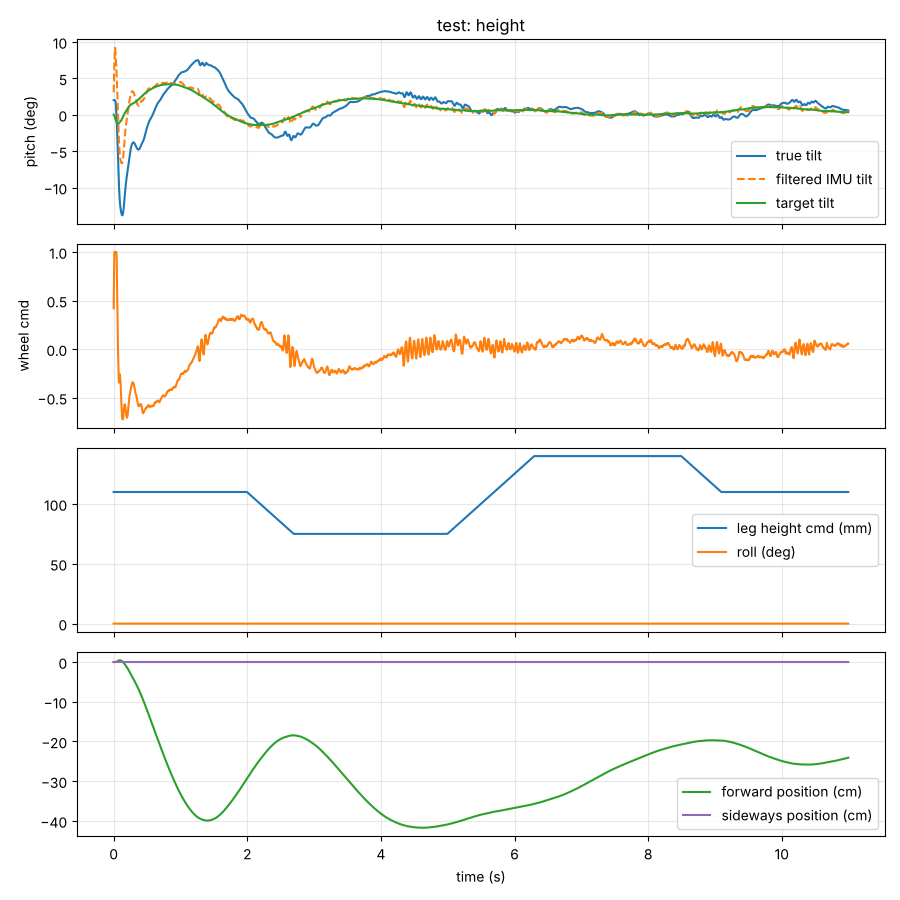 test: height
10
5
0
−5
−10
pitch (deg)
true tilt
filtered IMU tilt
target tilt
1.0
0.5
0.0
−0.5
wheel cmd
100
50
0
leg height cmd (mm)
roll (deg)
0
−10
−20
−30
−40
forward position (cm)
sideways position (cm)
0 2 4 6 8 10
time (s)